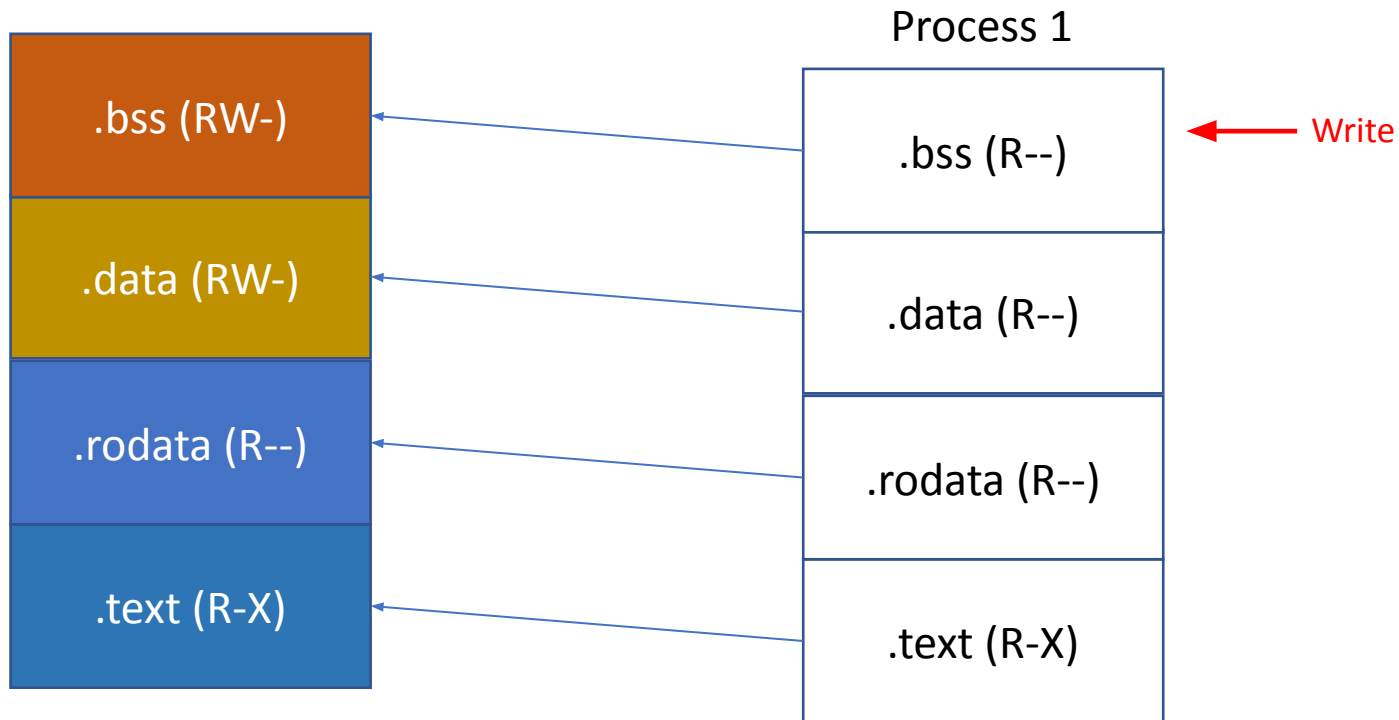 Process 1
.bss (RW-)
.data (RW-)
.rodata (R--)
.text (R-X)
.bss (R--)
.data (R--)
.rodata (R--)
.text (R-X)
Write